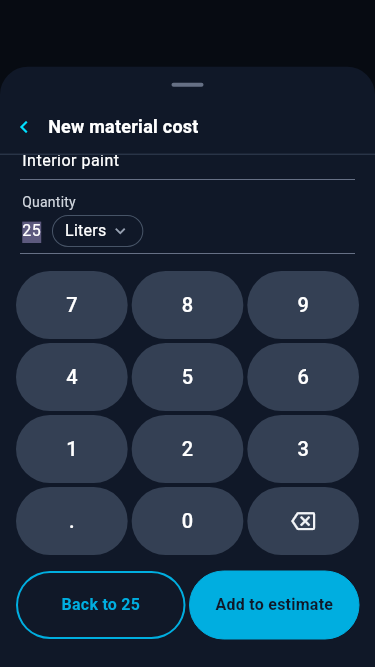 New material cost
Interior paint
Quantity
25 Liters
7 8 9
4 5 6
1 2 3
. 0
Back to 25 Add to estimate